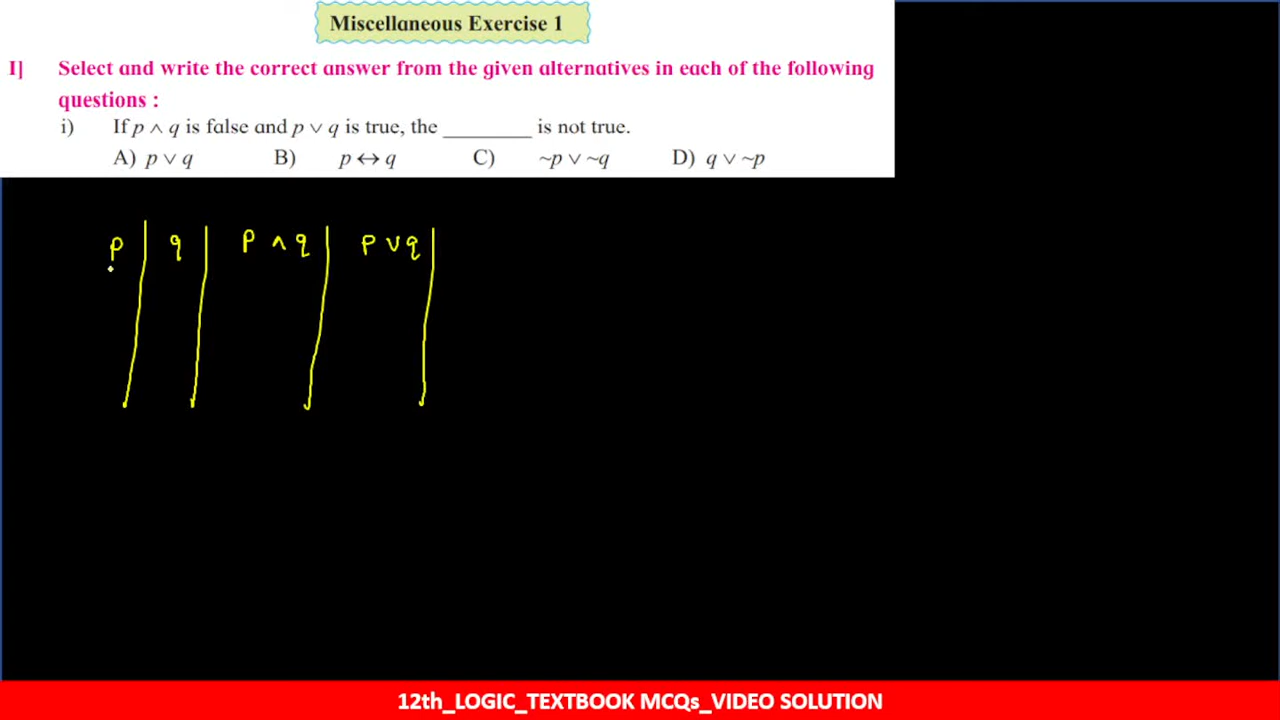 Miscellaneous Exercise 1
I] Select and write the correct answer from the given alternatives in each of the following
questions :
i) If p ∧ q is false and p ∨ q is true, the ________ is not true.
A) p ∨ q B) p ↔ q C) ~p ∨ ~q D) q ∨ ~p
p q p ∧ q p ∨ q
12th_LOGIC_TEXTBOOK MCQs_VIDEO SOLUTION